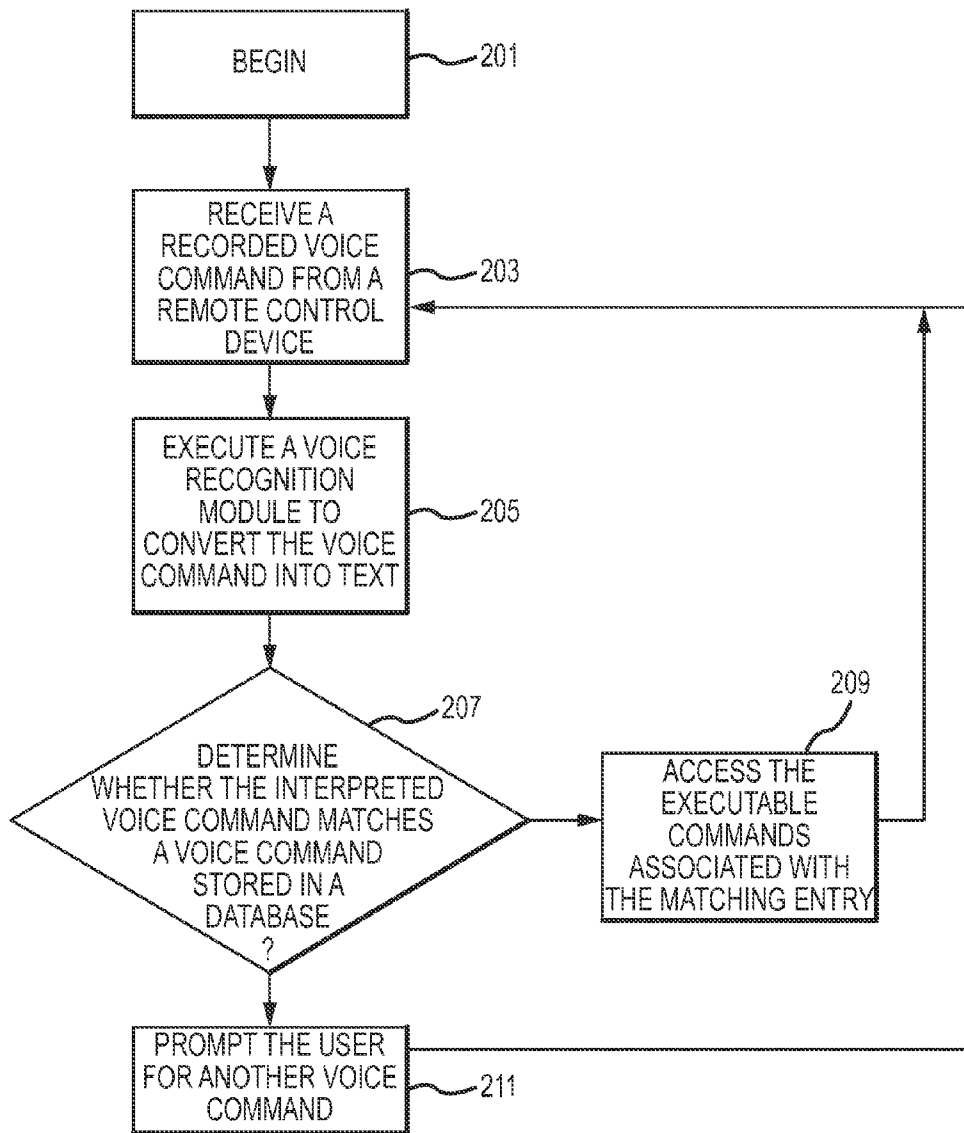 BEGIN
201
RECEIVE A
RECORDED VOICE
COMMAND FROM A
REMOTE CONTROL
DEVICE
203
EXECUTE A VOICE
RECOGNITION
MODULE TO
CONVERT THE VOICE
COMMAND INTO TEXT
205
207
DETERMINE
WHETHER THE INTERPRETED
VOICE COMMAND MATCHES
A VOICE COMMAND
STORED IN A
DATABASE
?
209
ACCESS THE
EXECUTABLE
COMMANDS
ASSOCIATED WITH
THE MATCHING ENTRY
PROMPT THE USER
FOR ANOTHER VOICE
COMMAND
211